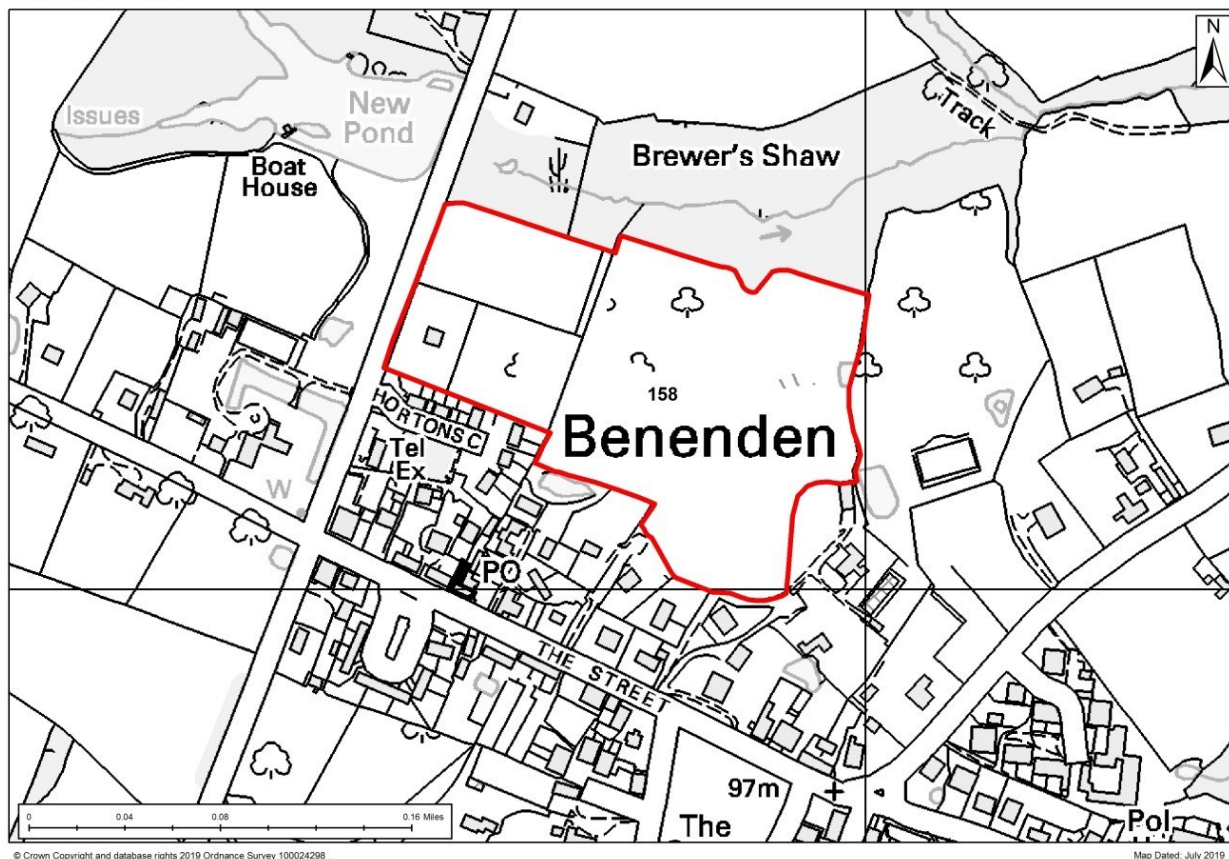 N
Issues
New
Pond
Boat
House
Brewer's Shaw
Track
158
Benenden
HORTONS C
Tel
Ex
W
PO
THE STREET
97m
The
Pol
0 0.04 0.08 0.16 Miles
© Crown Copyright and database rights 2019 Ordnance Survey 100024298
Map Dated: July 2019